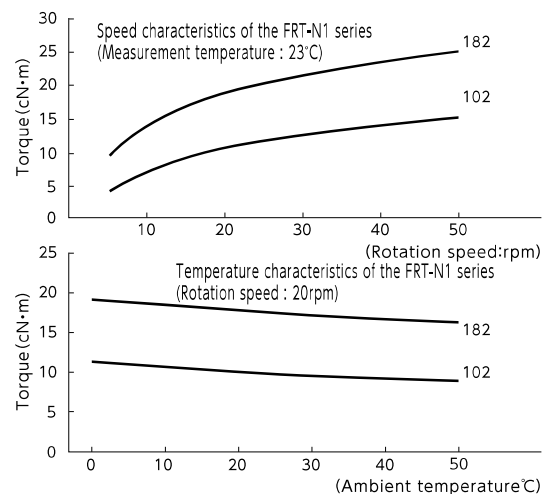 30
Speed characteristics of the FRT-N1 series
(Measurement temperature : 23°C)
25
20
15
10
5
0
Torque(cN•m)
182
102
10 20 30 40 50
(Rotation speed:rpm)
25
Temperature characteristics of the FRT-N1 series
(Rotation speed : 20rpm)
20
15
10
5
0
Torque(cN•m)
182
102
0 10 20 30 40 50
(Ambient temperature℃)